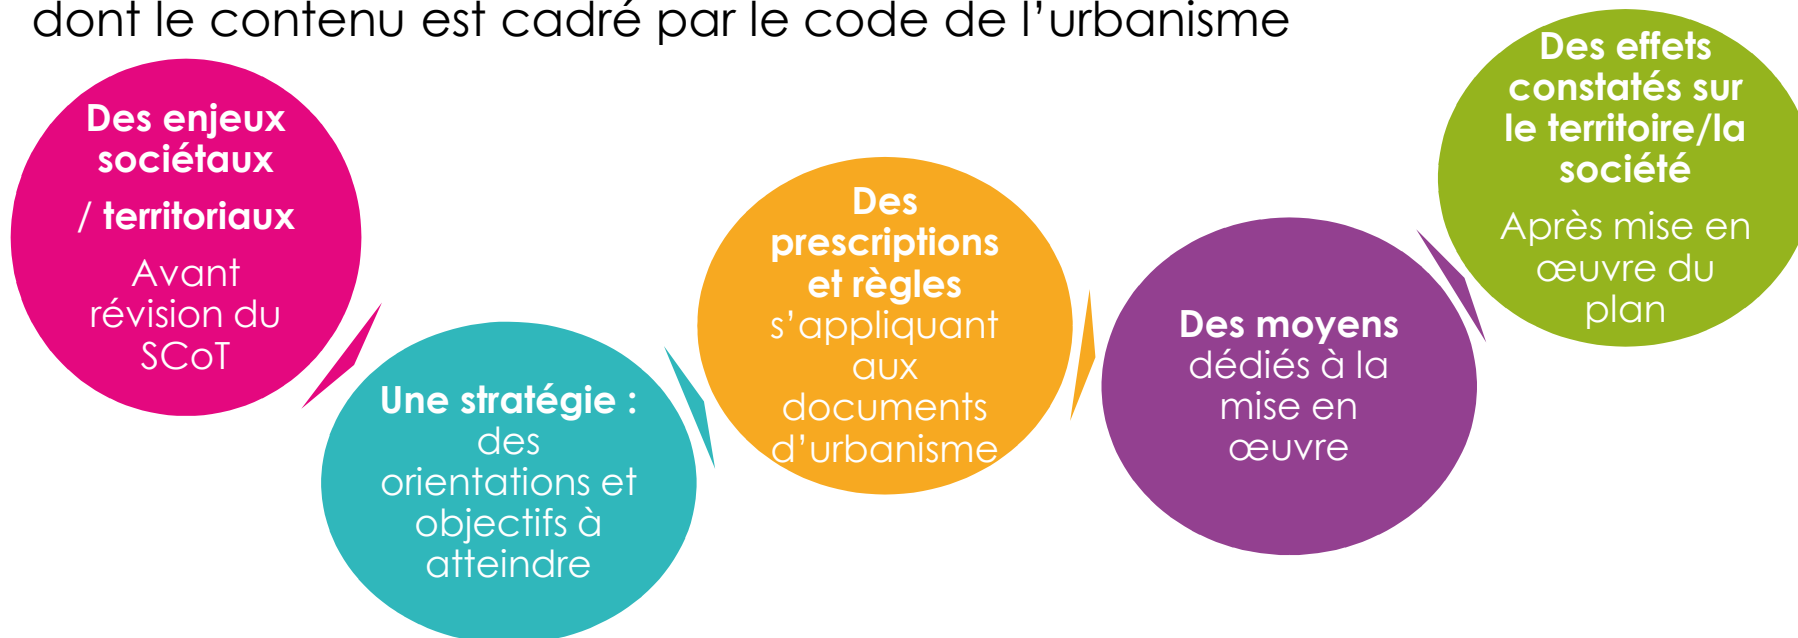 dont le contenu est cadré par le code de l’urbanisme
Des enjeux
sociétaux
/ territoriaux
Avant
révision du
SCoT
Une stratégie :
des
orientations et
objectifs à
atteindre
Des
prescriptions
et règles
s’appliquant
aux
documents
d’urbanisme
Des moyens
dédiés à la
mise en
œuvre
Des effets
constatés sur
le territoire/la
société
Après mise en
œuvre du
plan